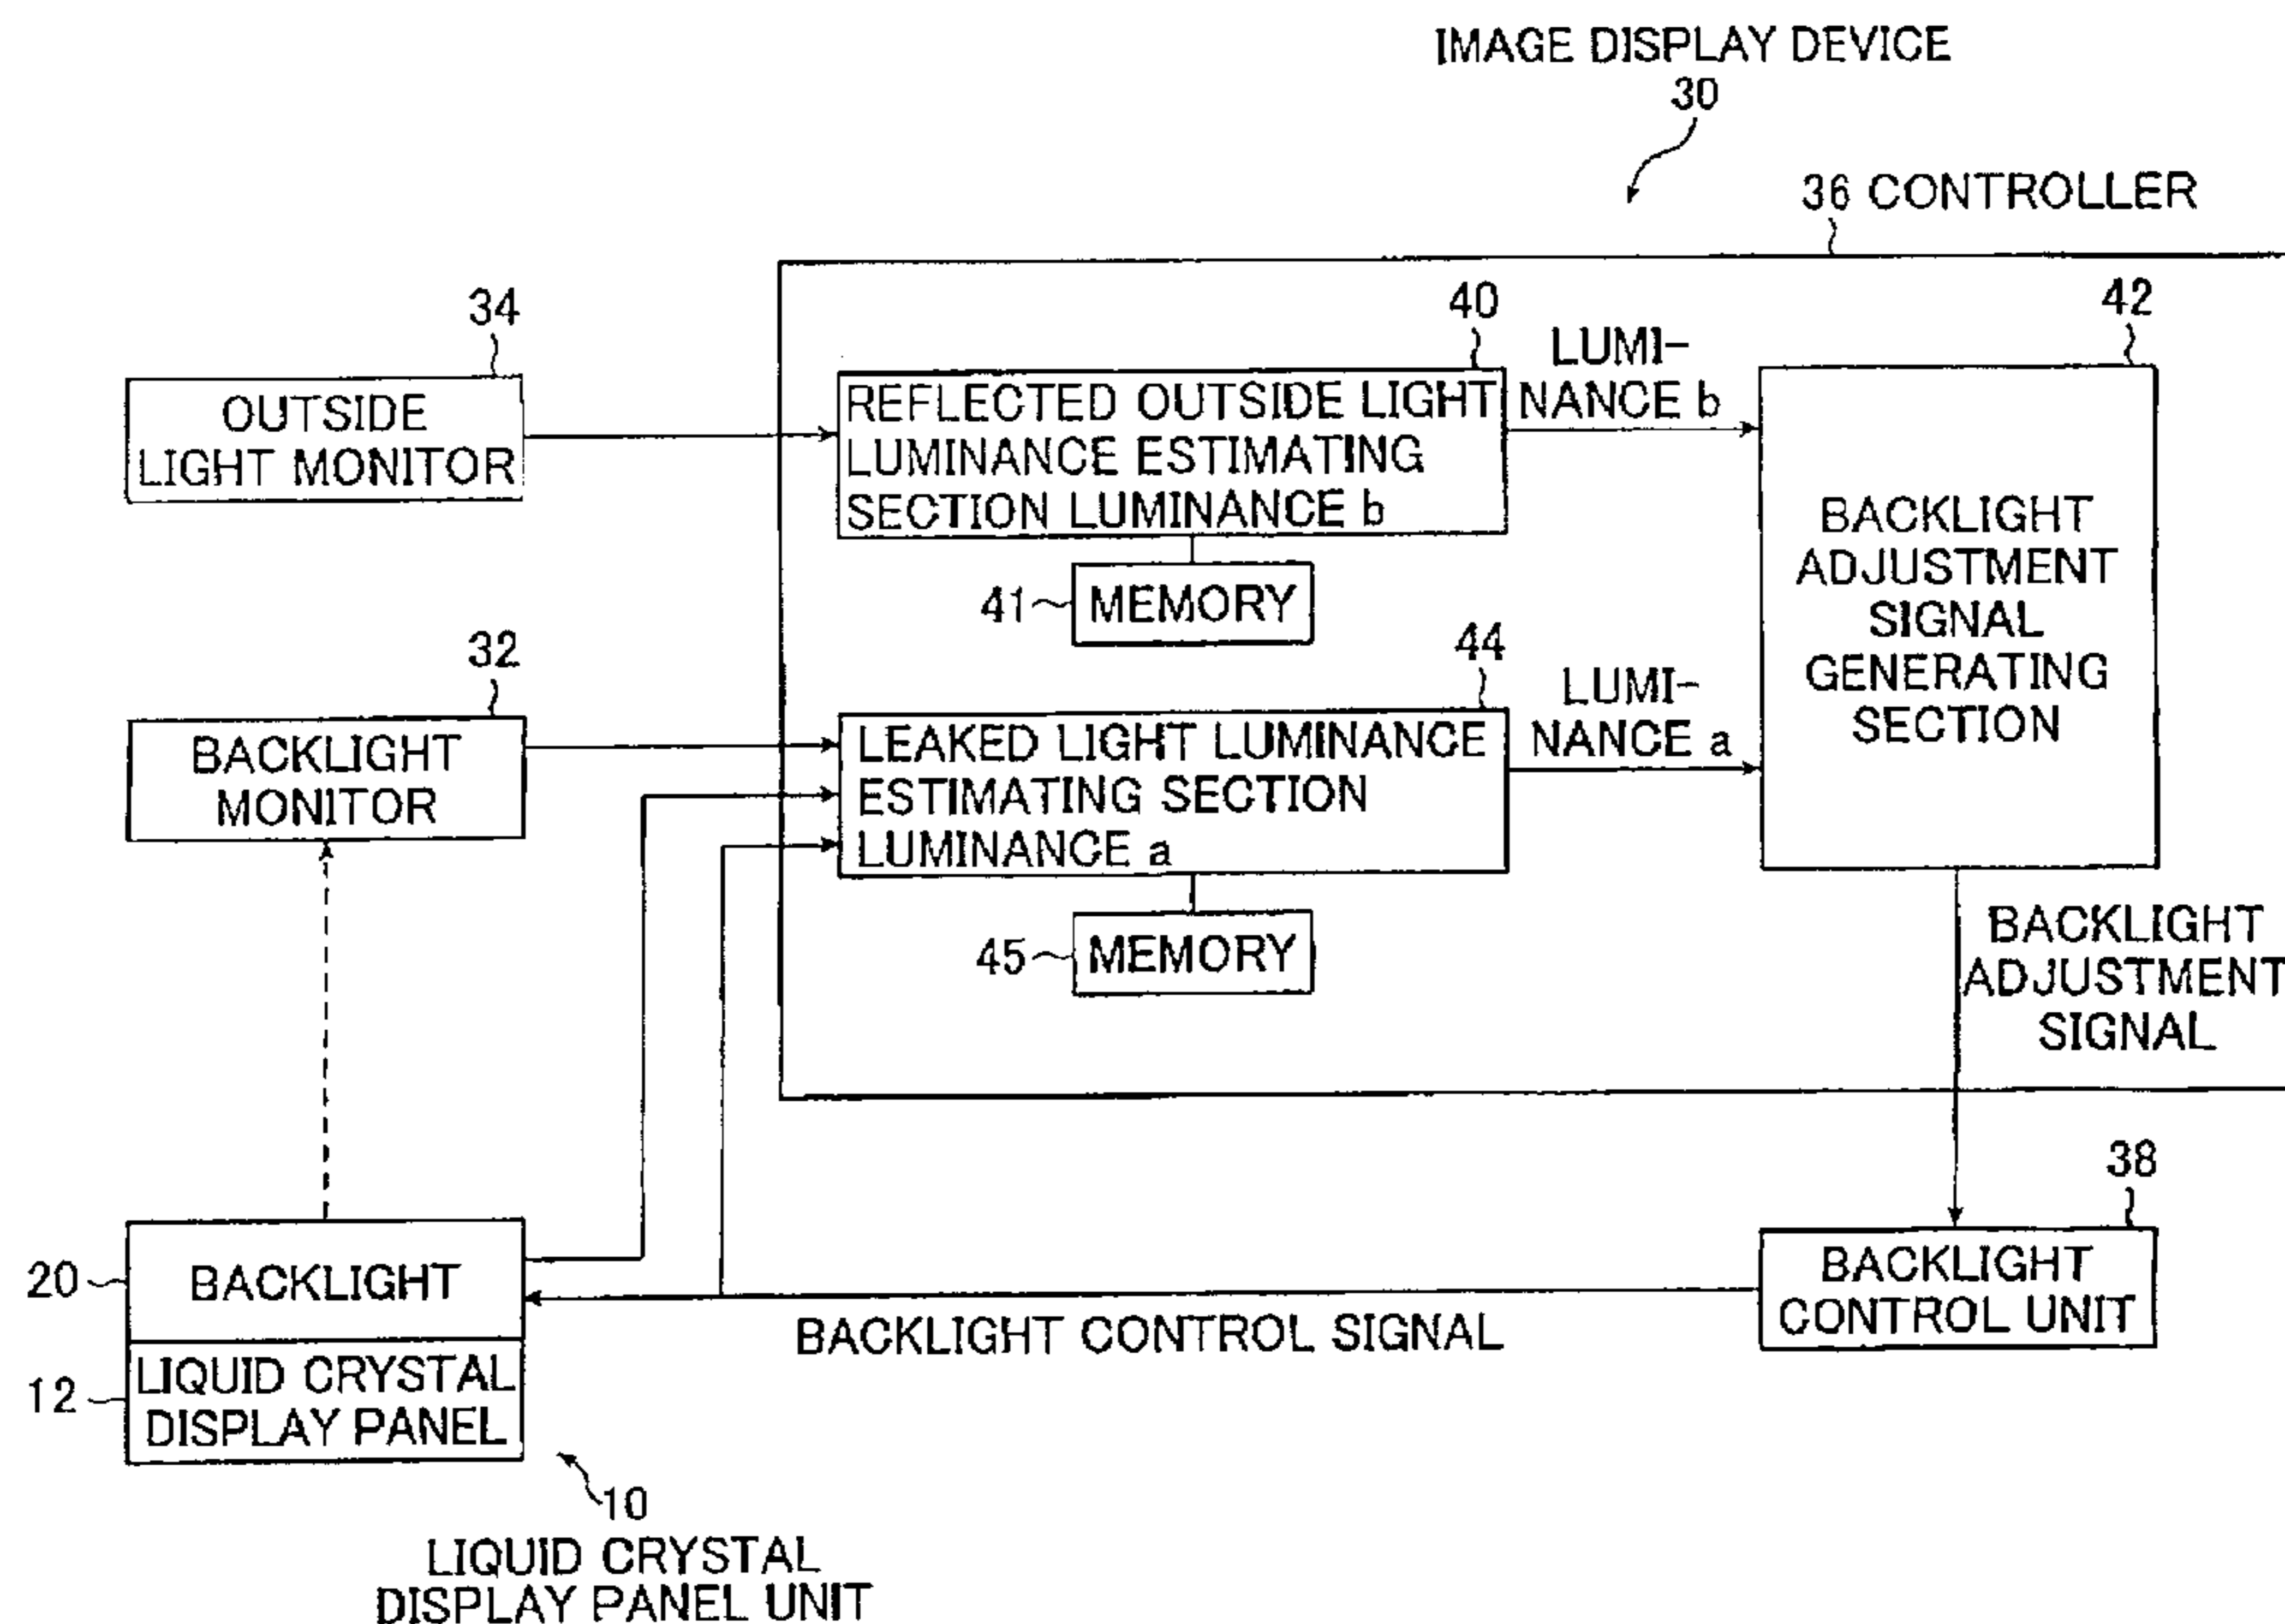 IMAGE DISPLAY DEVICE
30
36 CONTROLLER
34
OUTSIDE
LIGHT MONITOR
40
REFLECTED OUTSIDE LIGHT
LUMINANCE ESTIMATING
SECTION LUMINANCE b
LUMI-
NANCE b
42
BACKLIGHT
ADJUSTMENT
SIGNAL
GENERATING
SECTION
41
MEMORY
32
BACKLIGHT
MONITOR
44
LEAKED LIGHT LUMINANCE
ESTIMATING SECTION
LUMINANCE a
LUMI-
NANCE a
45
MEMORY
BACKLIGHT
ADJUSTMENT
SIGNAL
38
BACKLIGHT
CONTROL UNIT
20
BACKLIGHT
BACKLIGHT CONTROL SIGNAL
12
LIQUID CRYSTAL
DISPLAY PANEL
10
LIQUID CRYSTAL
DISPLAY PANEL UNIT